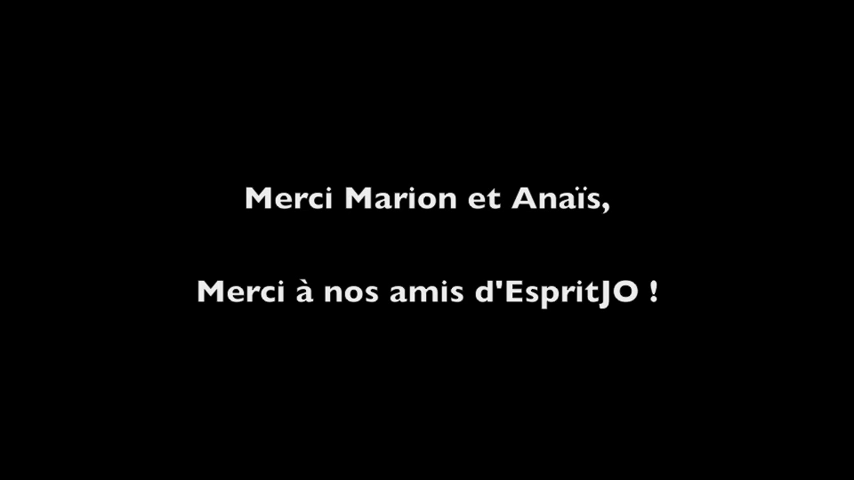 Merci Marion et Anaïs,
Merci à nos amis d'EspritJO !